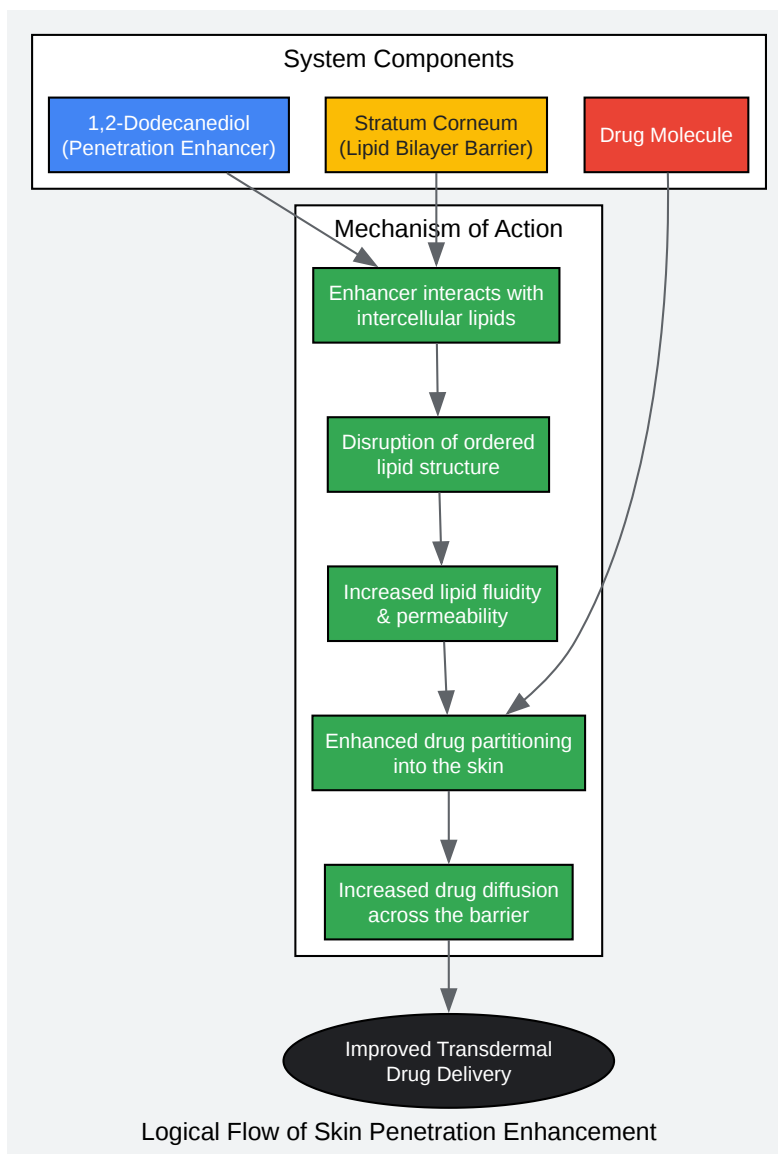 System Components
1,2-Dodecanediol
(Penetration Enhancer)
Stratum Corneum
(Lipid Bilayer Barrier)
Drug Molecule
Mechanism of Action
Enhancer interacts with
intercellular lipids
Disruption of ordered
lipid structure
Increased lipid fluidity
& permeability
Enhanced drug partitioning
into the skin
Increased drug diffusion
across the barrier
Improved Transdermal
Drug Delivery
Logical Flow of Skin Penetration Enhancement